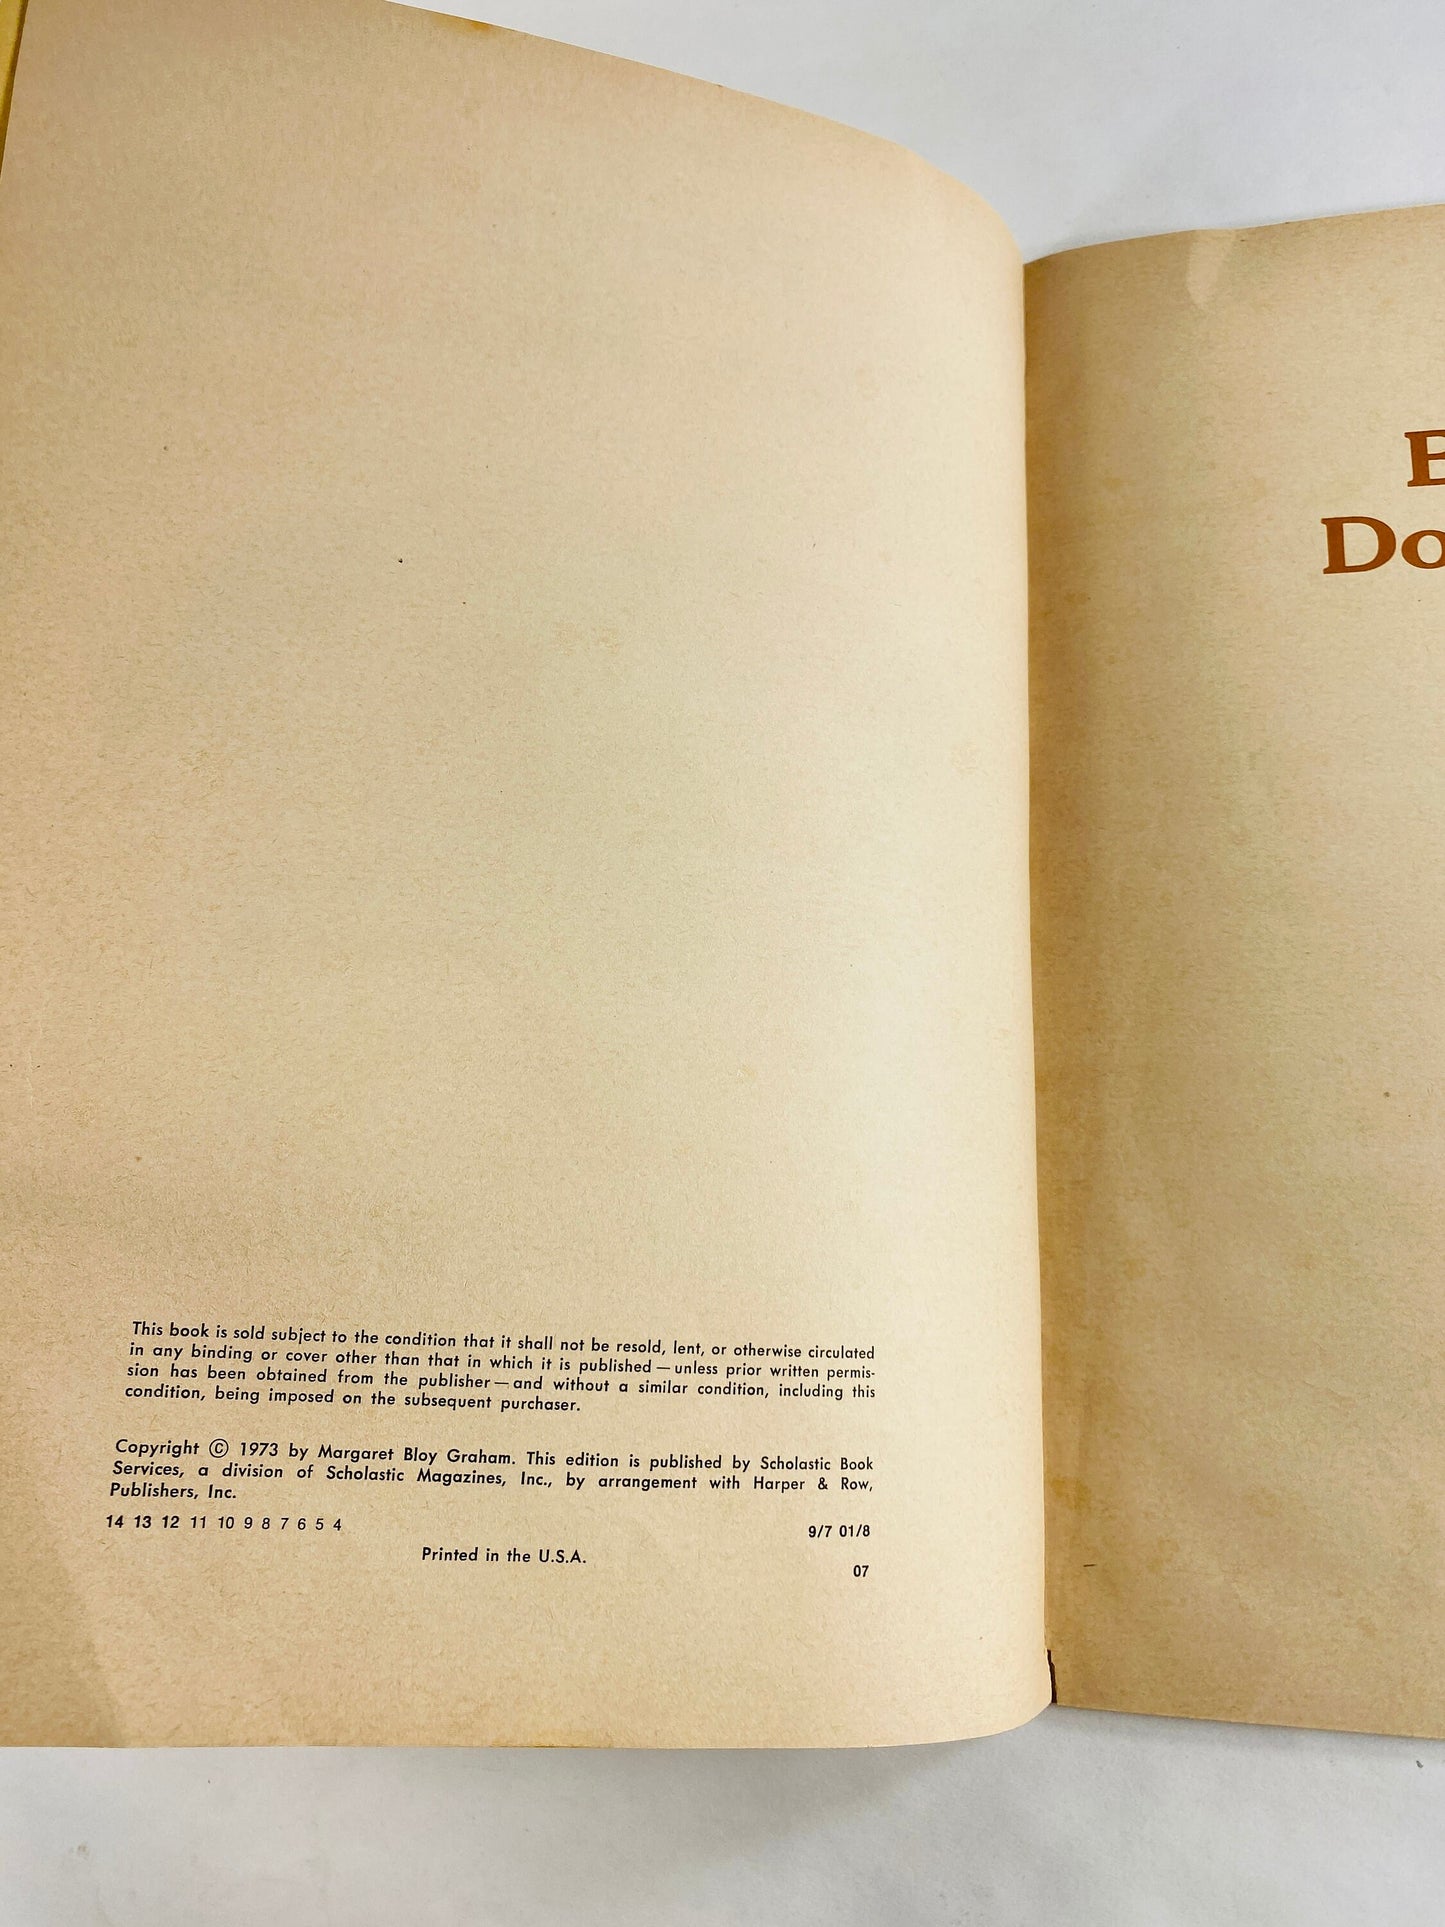 This book is sold subject to the condition that it shall not be resold, lent, or otherwise circulated
in any binding or cover other than that in which it is published — unless prior written permis-
sion has been obtained from the publisher — and without a similar condition, including this
condition, being imposed on the subsequent purchaser.
Copyright © 1973 by Margaret Bloy Graham. This edition is published by Scholastic Book
Services, a division of Scholastic Magazines, Inc., by arrangement with Harper & Row,
Publishers, Inc.
14 13 12 11 10 9 8 7 6 5 4 9/7 01/8
Printed in the U.S.A. 07
Do